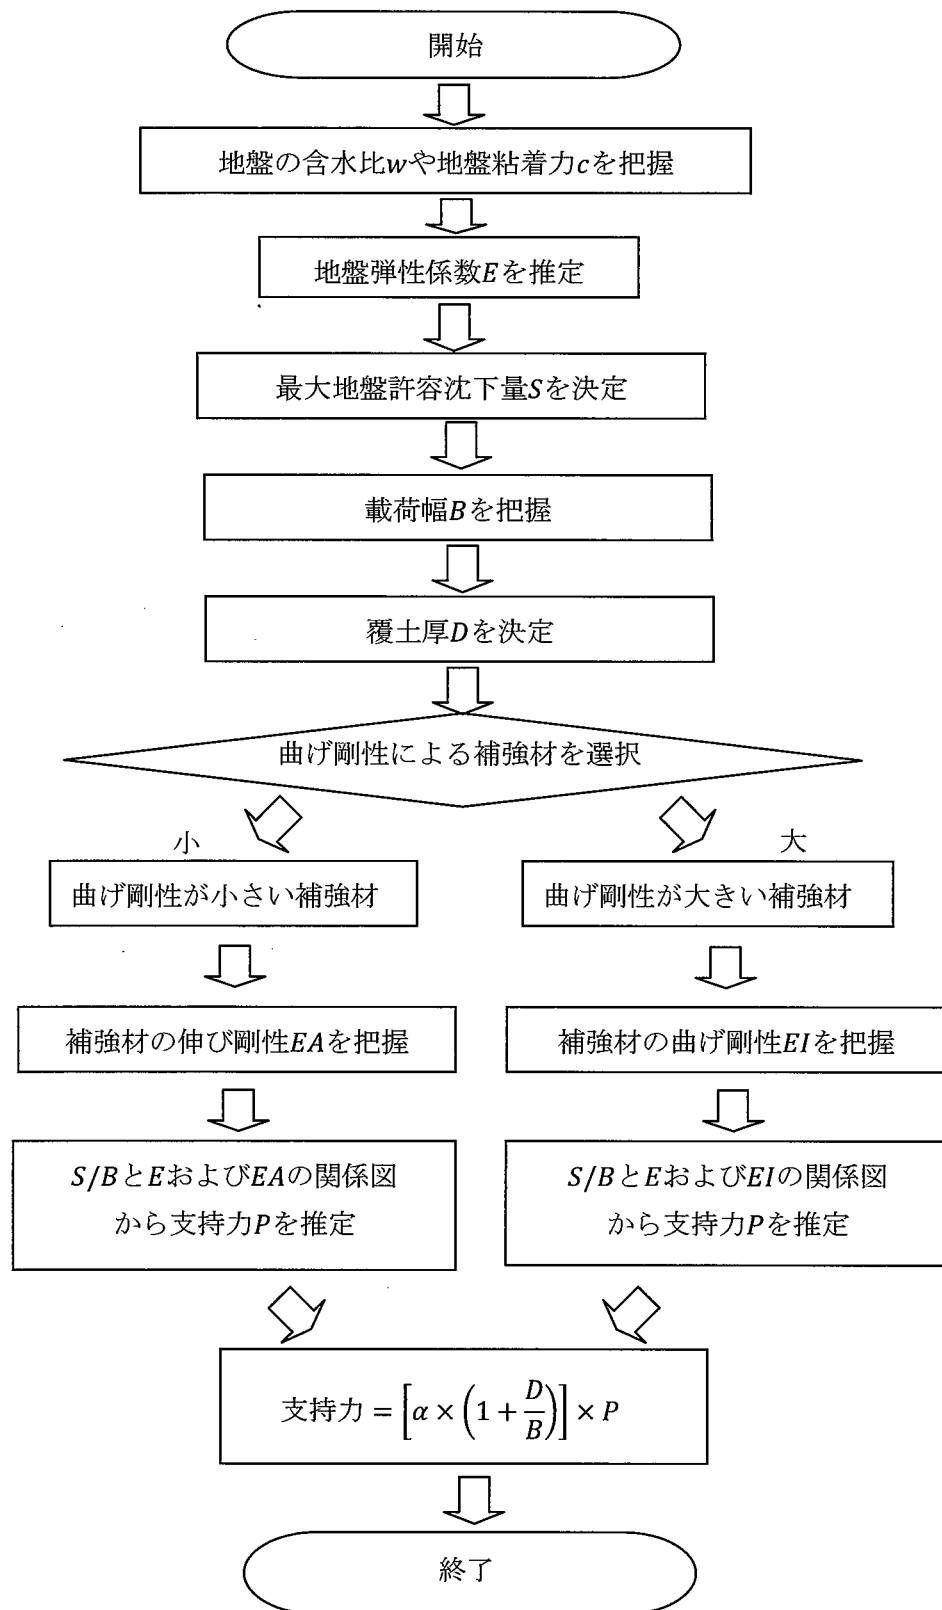 開始
地盤の含水比wや地盤粘着力cを把握
地盤弾性係数Eを推定
最大地盤許容沈下量Sを決定
載荷幅Bを把握
覆土厚Dを決定
曲げ剛性による補強材を選択
小
大
曲げ剛性が小さい補強材
曲げ剛性が大きい補強材
補強材の伸び剛性EAを把握
補強材の曲げ剛性EIを把握
S/BとEおよびEAの関係図
から支持力Pを推定
S/BとEおよびEIの関係図
から支持力Pを推定
支持力 = [α × (1 + D/B)] × P
終了